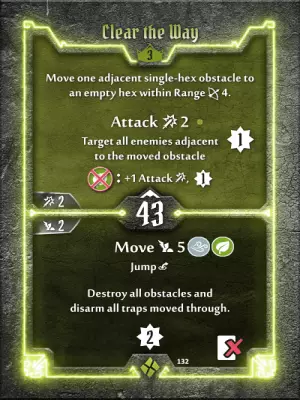 Clear the Way
3
Move one adjacent single-hex obstacle to
an empty hex within Range 4.
Attack 2
Target all enemies adjacent
to the moved obstacle
1
: +1 Attack , 1
2
43
2
Move 5
Jump
Destroy all obstacles and
disarm all traps moved through.
2
132